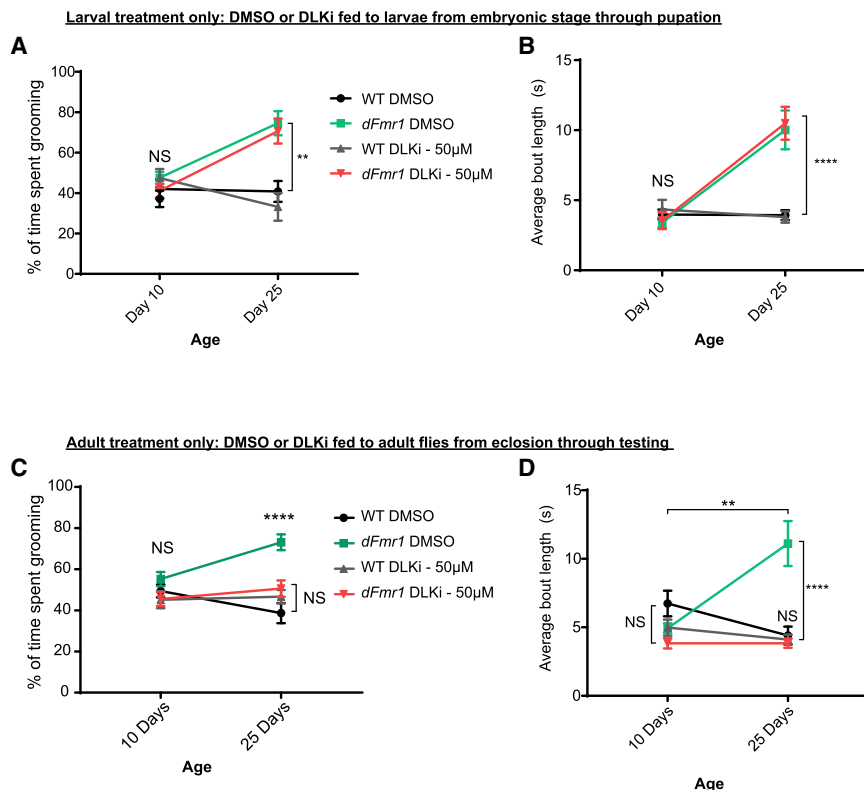 Larval treatment only: DMSO or DLKi fed to larvae from embryonic stage through pupation
A
% of time spent grooming
100
80
60
40
20
0
NS
**
Day 10
Day 25
Age
WT DMSO
dFmr1 DMSO
WT DLKi - 50µM
dFmr1 DLKi - 50µM
B
Average bout length (s)
15
10
5
0
NS
****
Day 10
Day 25
Age
Adult treatment only: DMSO or DLKi fed to adult flies from eclosion through testing
C
% of time spent grooming
100
80
60
40
20
0
NS
****
NS
10 Days
25 Days
Age
WT DMSO
dFmr1 DMSO
WT DLKi - 50µM
dFmr1 DLKi - 50µM
D
Average bout length (s)
15
10
5
0
**
NS
NS
****
10 Days
25 Days
Age